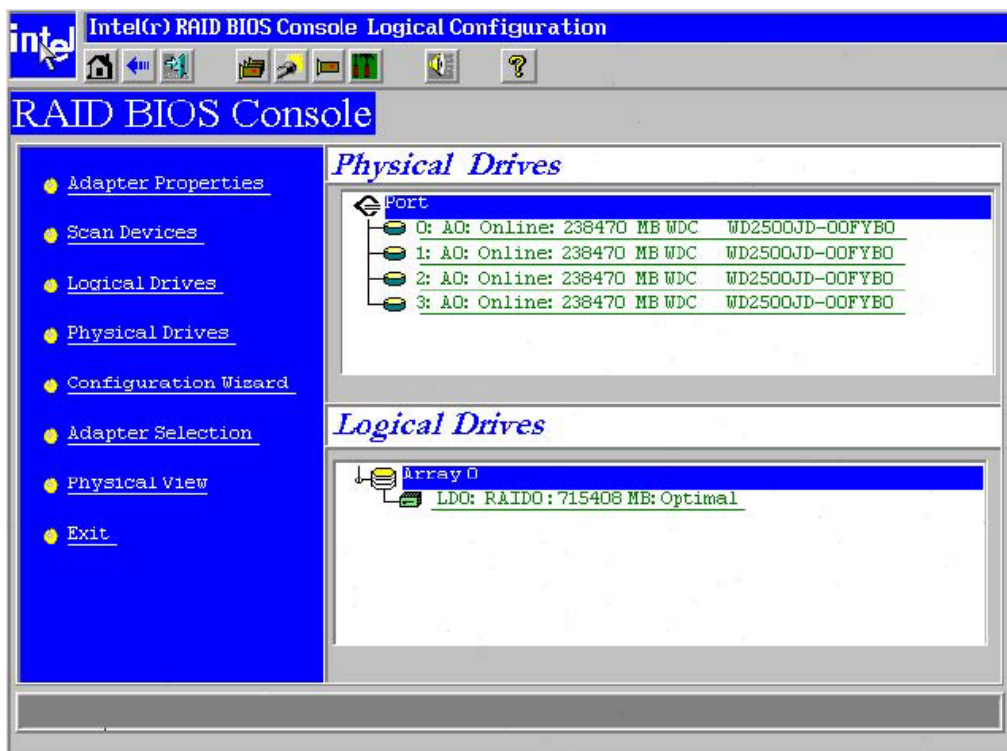 intel
Intel(r) RAID BIOS Console Logical Configuration
RAID BIOS Console
Adapter Properties
Scan Devices
Logical Drives
Physical Drives
Configuration Wizard
Adapter Selection
Physical View
Exit
Physical Drives
Port
0: A0: Online: 238470 MB WDC WD2500JD-00FYB0
1: A0: Online: 238470 MB WDC WD2500JD-00FYB0
2: A0: Online: 238470 MB WDC WD2500JD-00FYB0
3: A0: Online: 238470 MB WDC WD2500JD-00FYB0
Logical Drives
Array 0
LD0: RAID0 : 715408 MB: Optimal